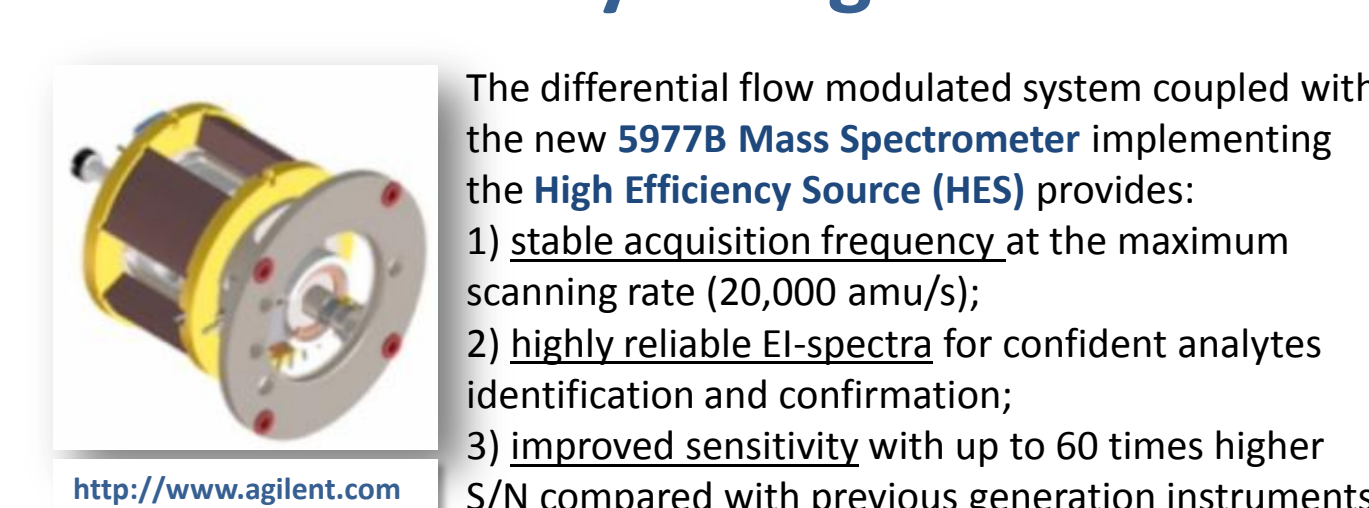 The differential flow modulated system coupled with
the new 5977B Mass Spectrometer implementing
the High Efficiency Source (HES) provides:
1) stable acquisition frequency at the maximum
scanning rate (20,000 amu/s);
2) highly reliable EI-spectra for confident analytes
identification and confirmation;
3) improved sensitivity with up to 60 times higher
S/N compared with previous generation instruments
http://www.agilent.com